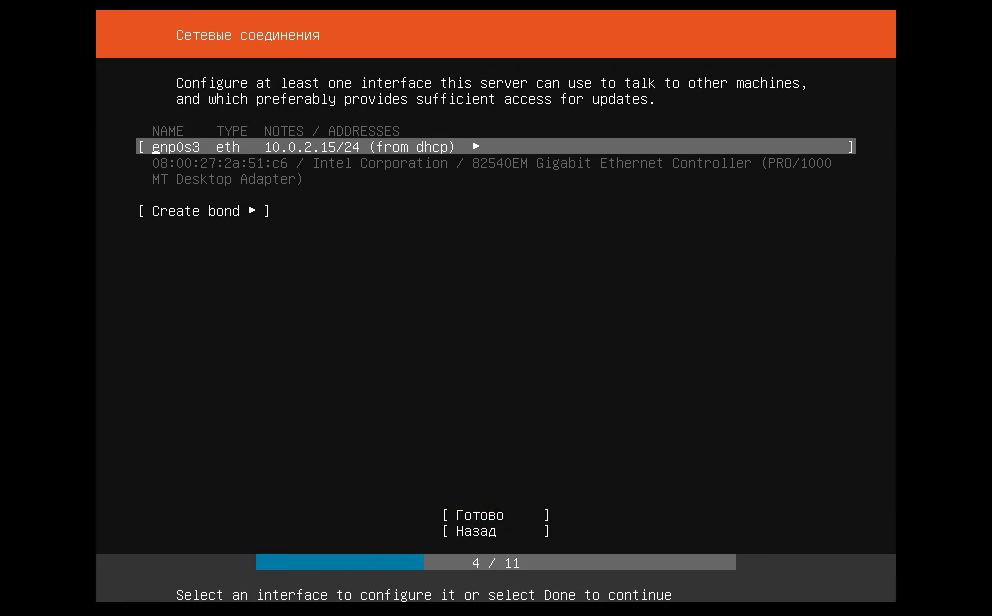 Сетевые соединения
Configure at least one interface this server can use to talk to other machines,
and which preferably provides sufficient access for updates.
NAME TYPE NOTES / ADDRESSES
[ enp0s3 eth 10.0.2.15/24 (from dhcp) ▸ ]
08:00:27:2a:51:c6 / Intel Corporation / 82540EM Gigabit Ethernet Controller (PRO/1000
MT Desktop Adapter)
[ Create bond ▸ ]
[ Готово ]
[ Назад ]
4 / 11
Select an interface to configure it or select Done to continue